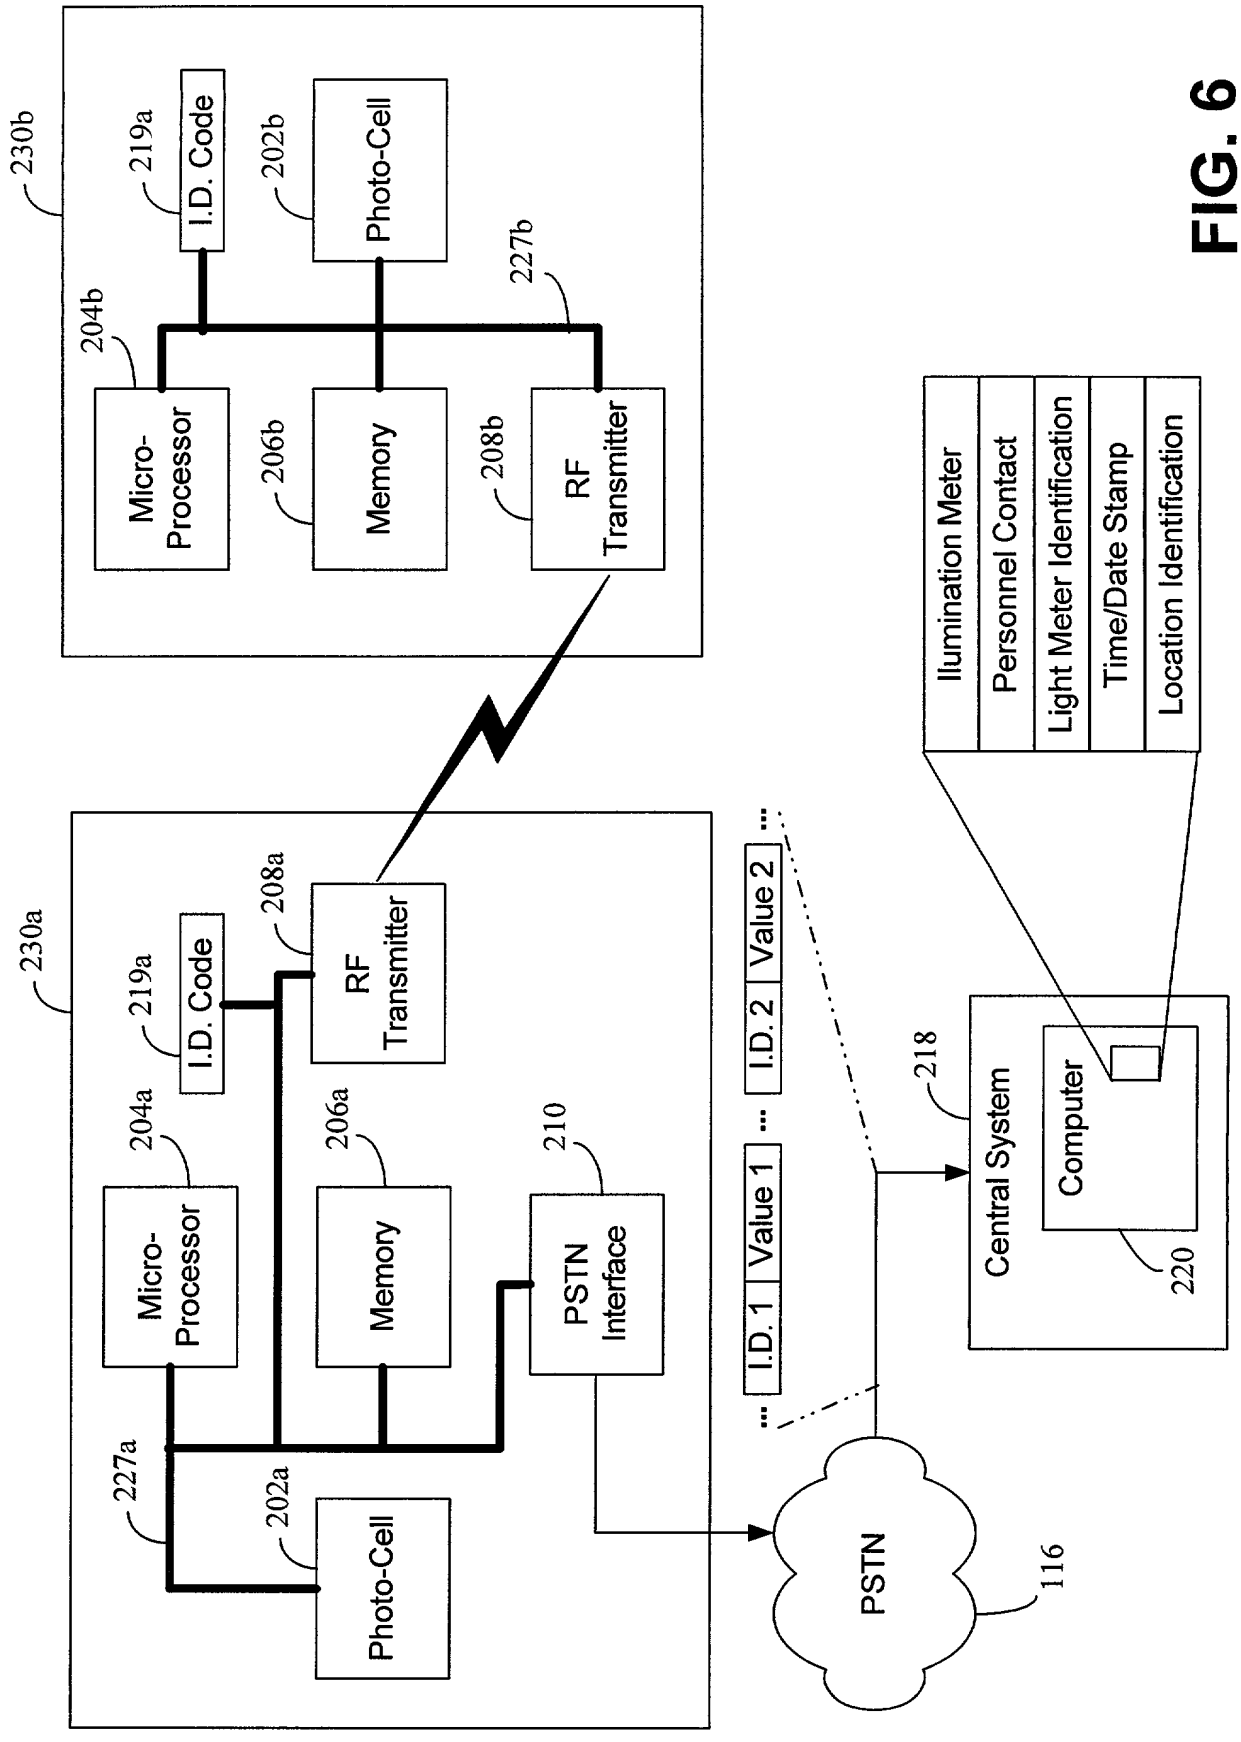 230a
204a
Micro-
Processor
219a
I.D. Code
227a
202a
Photo-Cell
206a
Memory
208a
RF
Transmitter
210
PSTN
Interface
230b
204b
Micro-
Processor
219a
I.D. Code
206b
Memory
202b
Photo-Cell
208b
RF
Transmitter
227b
... I.D. 1 Value 1 ... I.D. 2 Value 2 ...
PSTN
116
218
Central System
Computer
220
Ilumination Meter
Personnel Contact
Light Meter Identification
Time/Date Stamp
Location Identification
FIG. 6